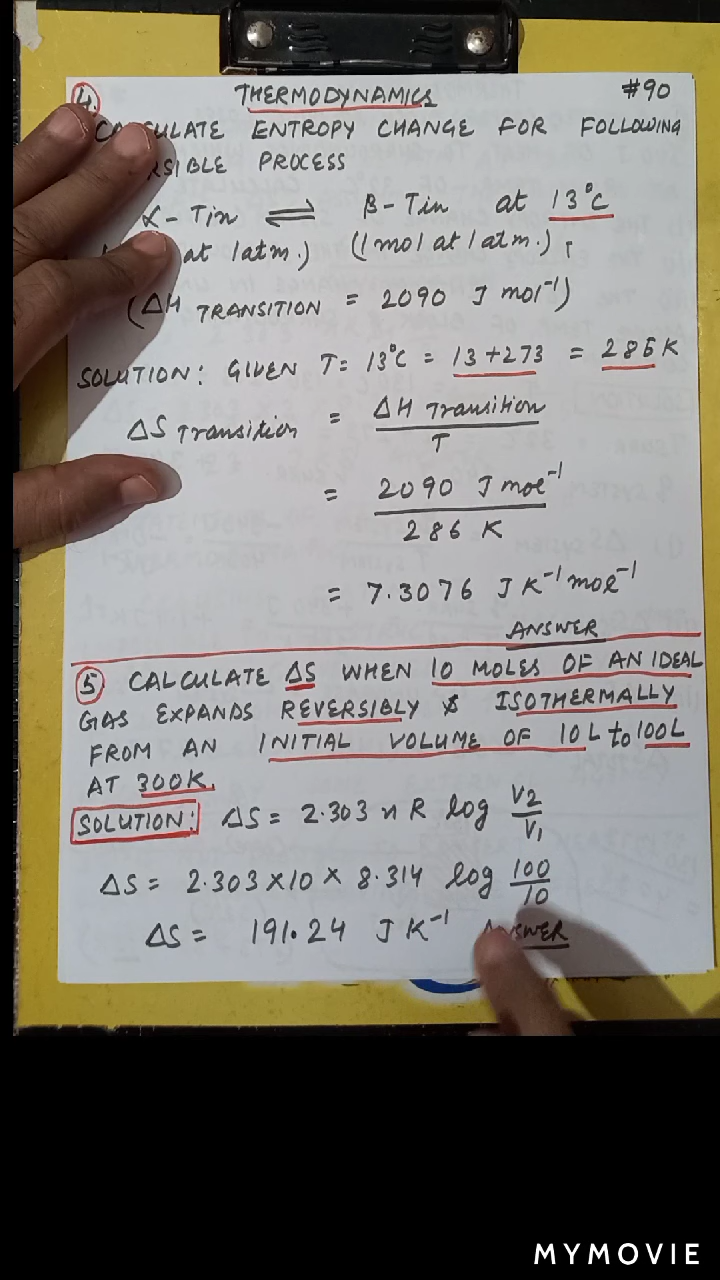 4. THERMODYNAMICS #90
CALCULATE ENTROPY CHANGE FOR FOLLOWING
RSIBLE PROCESS
α-Tin ⇌ β-Tin at 13°C
at 1atm.) (1mol at 1atm.)
(ΔH TRANSITION = 2090 J mol⁻¹)
SOLUTION: GIVEN T= 13°C = 13+273 = 286K
ΔS Transition = ΔH Transition / T
= 2090 J mol⁻¹ / 286 K
= 7.3076 J K⁻¹ mol⁻¹
ANSWER
5 CALCULATE ΔS WHEN 10 MOLES OF AN IDEAL
GAS EXPANDS REVERSIBLY & ISOTHERMALLY
FROM AN INITIAL VOLUME OF 10L to 100L
AT 300K.
SOLUTION: ΔS = 2.303 n R log V2/V1
ΔS = 2.303 × 10 × 8.314 log 100/10
ΔS = 191.24 J K⁻¹ ANSWER
MYMOVIE